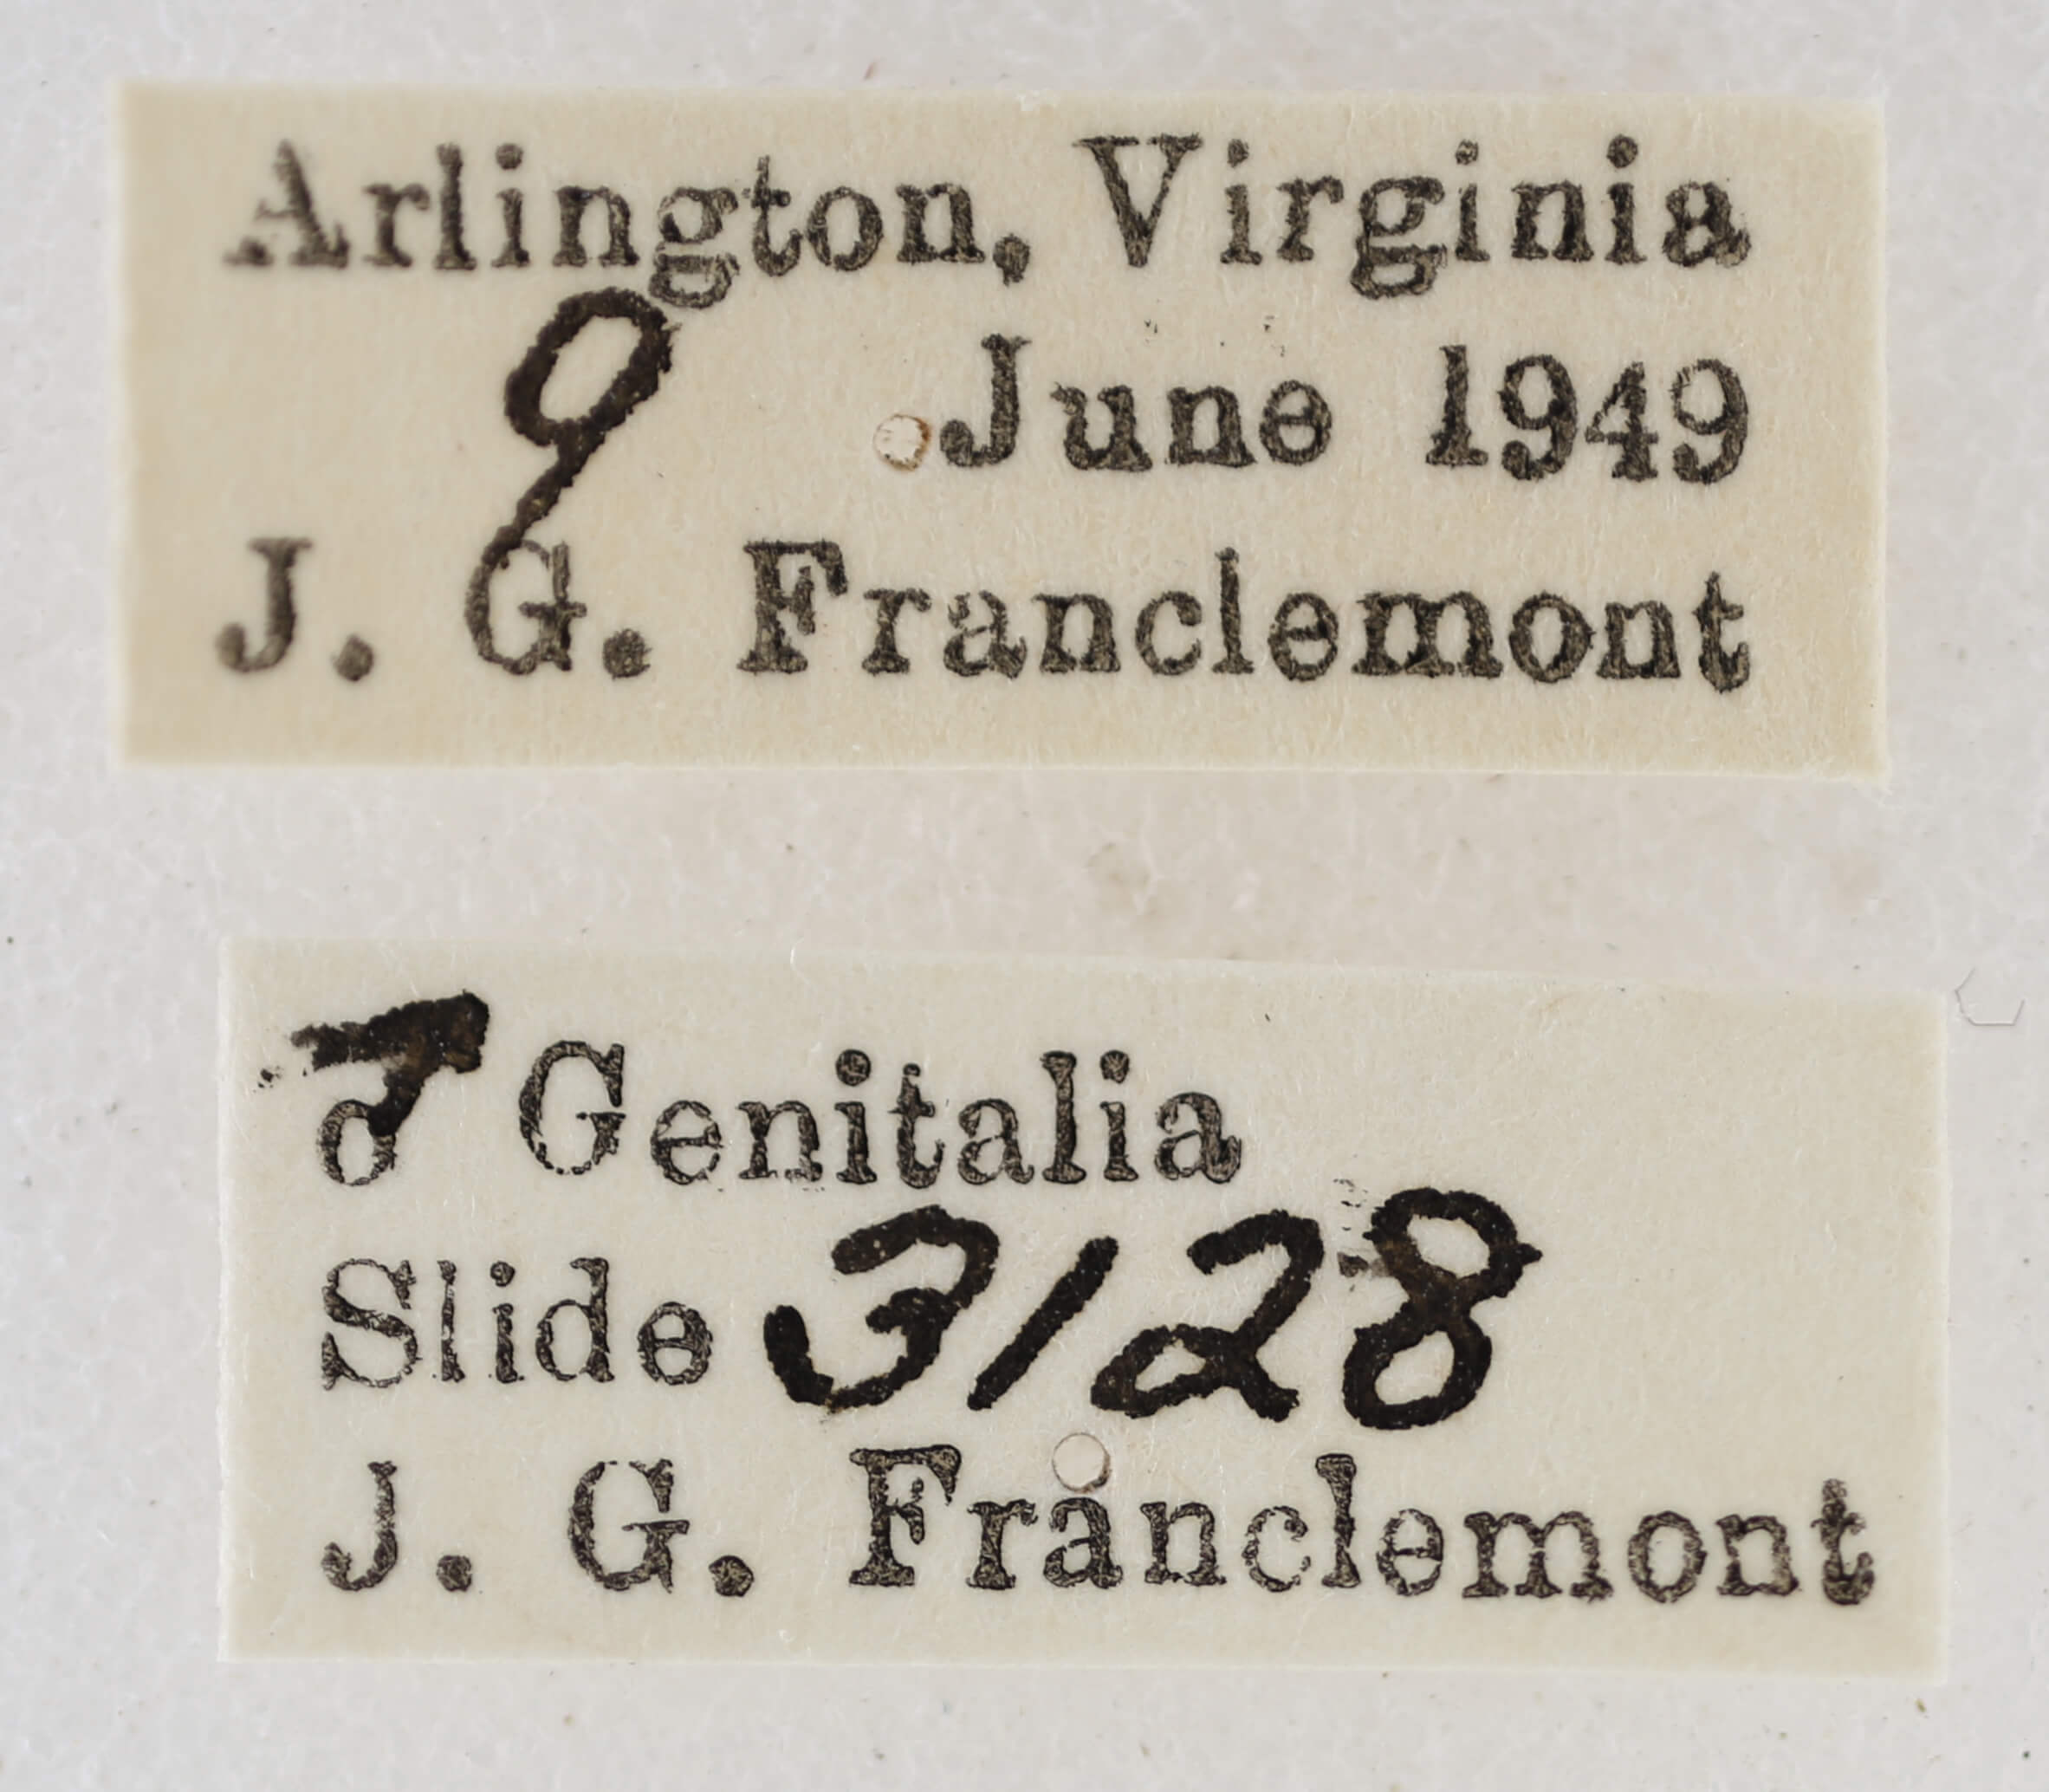 Arlington, Virginia
9 June 1949
J. G. Franclemont
♂ Genitalia
Slide 3128
J. G. Franclemont